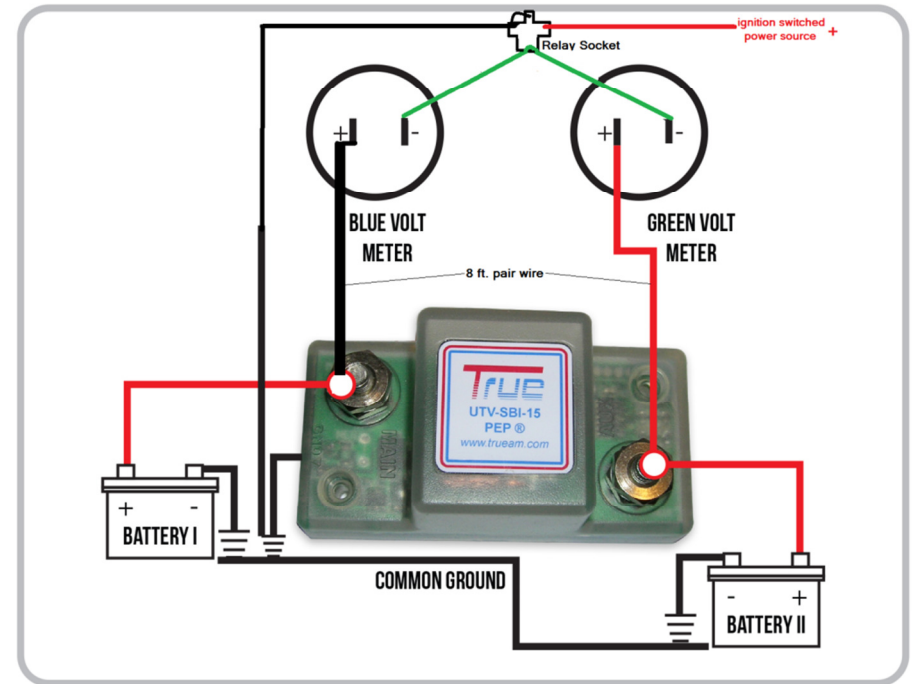 ignition switched
power source +
Relay Socket
+ -
+ -
BLUE VOLT
METER
GREEN VOLT
METER
8 ft. pair wire
True
UTV-SBI-15
PEP ®
www.trueam.com
MAIN
+ -
BATTERY I
COMMON GROUND
- +
BATTERY II